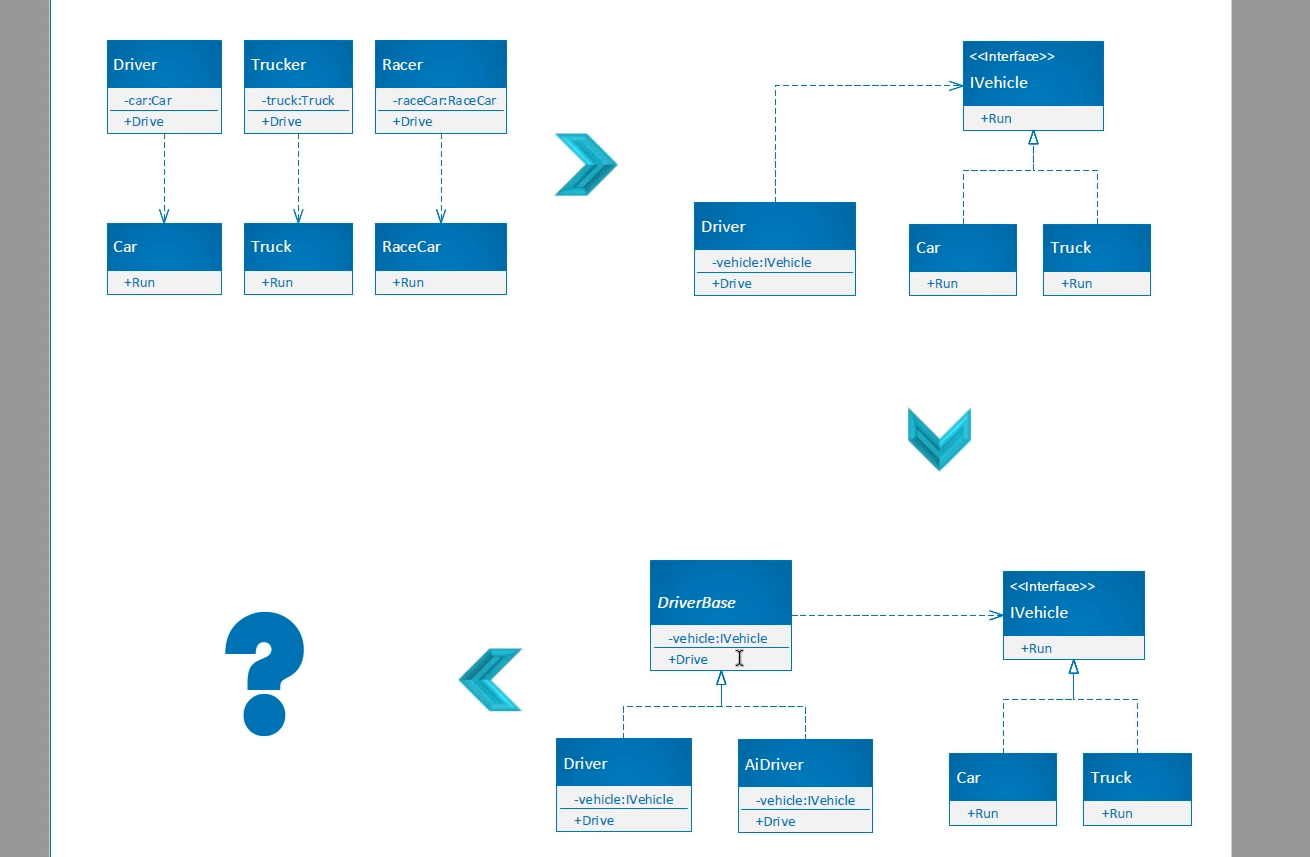 Driver
-car:Car
+Drive
Trucker
-truck:Truck
+Drive
Racer
-raceCar:RaceCar
+Drive
Car
+Run
Truck
+Run
RaceCar
+Run
<<Interface>>
IVehicle
+Run
Driver
-vehicle:IVehicle
+Drive
Car
+Run
Truck
+Run
DriverBase
-vehicle:IVehicle
+Drive
<<Interface>>
IVehicle
+Run
Driver
-vehicle:IVehicle
+Drive
AiDriver
-vehicle:IVehicle
+Drive
Car
+Run
Truck
+Run
?